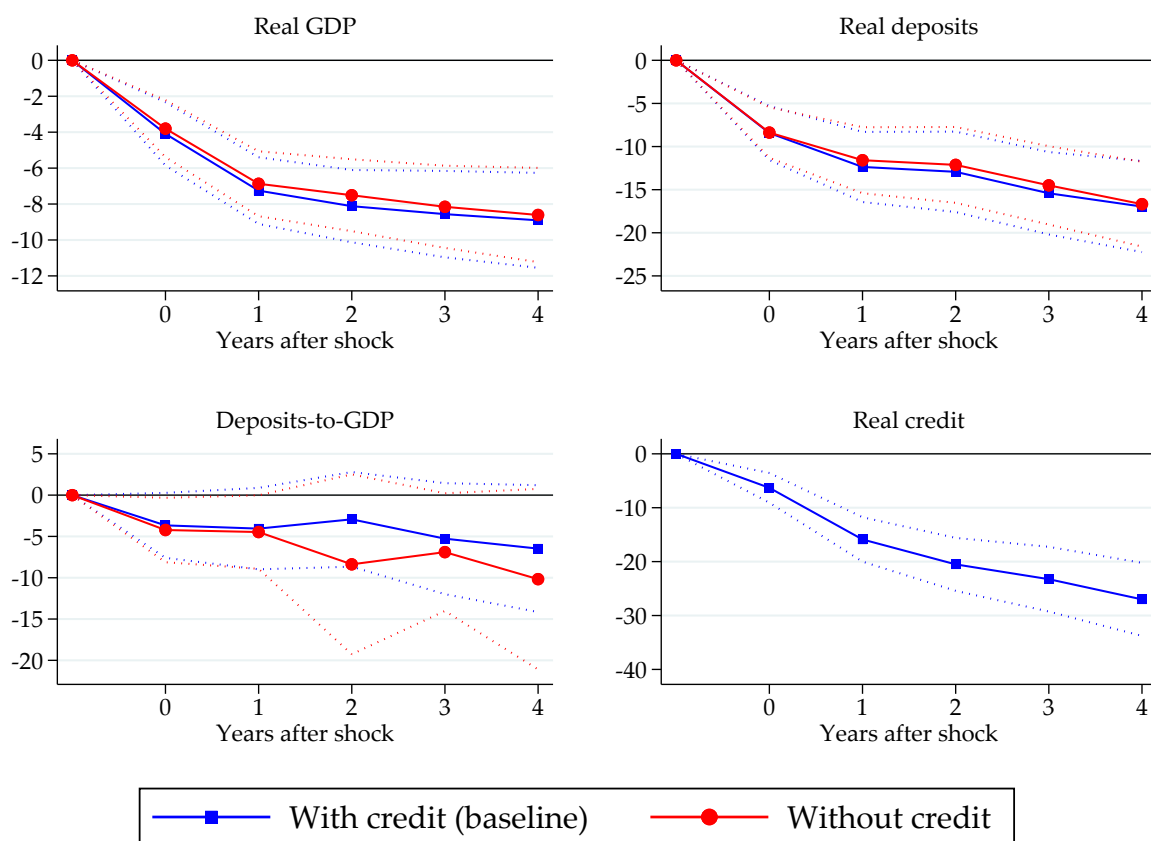 Real GDP
0
-2
-4
-6
-8
-10
-12
0 1 2 3 4
Years after shock
Real deposits
0
-5
-10
-15
-20
-25
0 1 2 3 4
Years after shock
Deposits-to-GDP
5
0
-5
-10
-15
-20
0 1 2 3 4
Years after shock
Real credit
0
-10
-20
-30
-40
0 1 2 3 4
Years after shock
With credit (baseline) Without credit